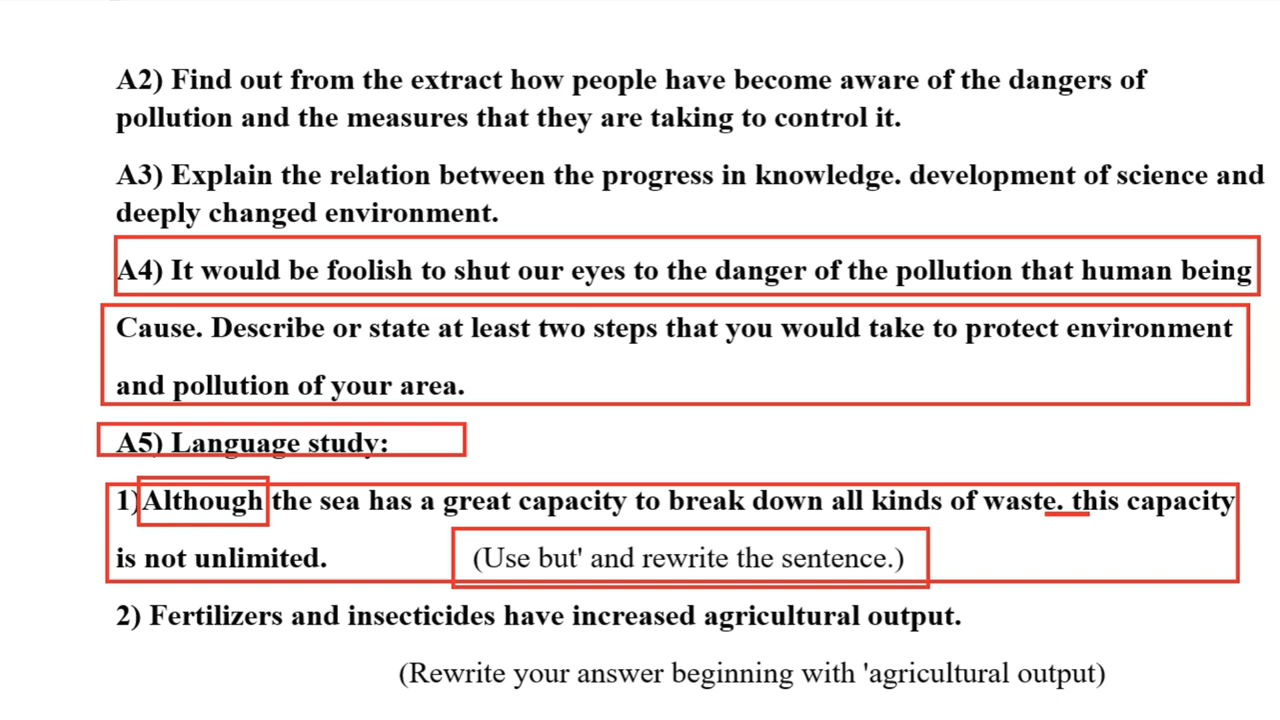 A2) Find out from the extract how people have become aware of the dangers of
pollution and the measures that they are taking to control it.
A3) Explain the relation between the progress in knowledge. development of science and
deeply changed environment.
A4) It would be foolish to shut our eyes to the danger of the pollution that human being
Cause. Describe or state at least two steps that you would take to protect environment
and pollution of your area.
A5) Language study:
1) Although the sea has a great capacity to break down all kinds of waste. this capacity
is not unlimited. (Use but' and rewrite the sentence.)
2) Fertilizers and insecticides have increased agricultural output.
(Rewrite your answer beginning with 'agricultural output)